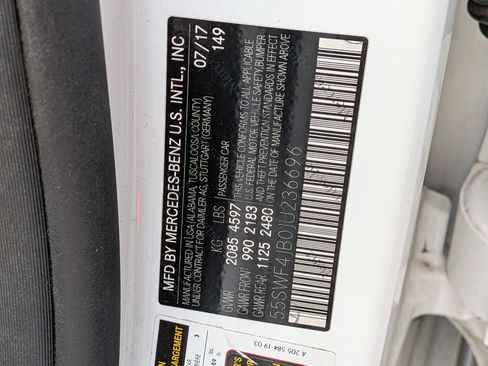 MFD BY MERCEDES-BENZ U.S. INTL., INC
IN USA (ALABAMA, TUSCALOOSA COUNTY)
UNDER CONTRACT FOR DAIMLER AG, STUTTGART (GERMANY)
07/17
149
KG LBS
GVWR 2085 4597
GAWR FRONT 990 2183
GAWR REAR 1125 2480
PASSENGER CAR
THIS VEHICLE CONFORMS TO ALL APPLICABLE
U.S. FEDERAL MOTOR VEHICLE SAFETY, BUMPER
AND THEFT PREVENTION STANDARDS IN EFFECT
ON THE DATE OF MANUFACTURE SHOWN ABOVE
55SWF4JB0JU236696
A 205 584 19 03
3